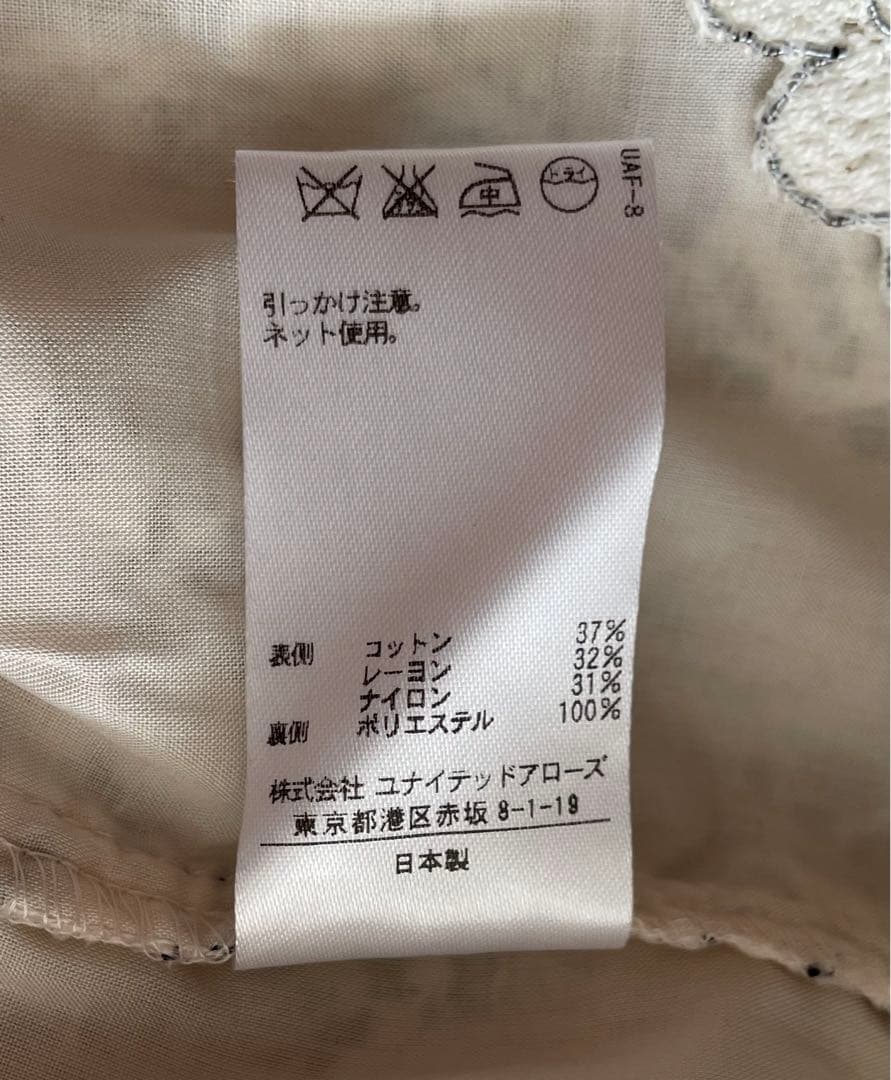 UAF-8
中
ドライ
引っかけ注意。
ネット使用。
表側 コットン 37%
レーヨン 32%
ナイロン 31%
裏側 ポリエステル 100%
株式会社 ユナイテッドアローズ
東京都港区赤坂 8-1-19
日本製